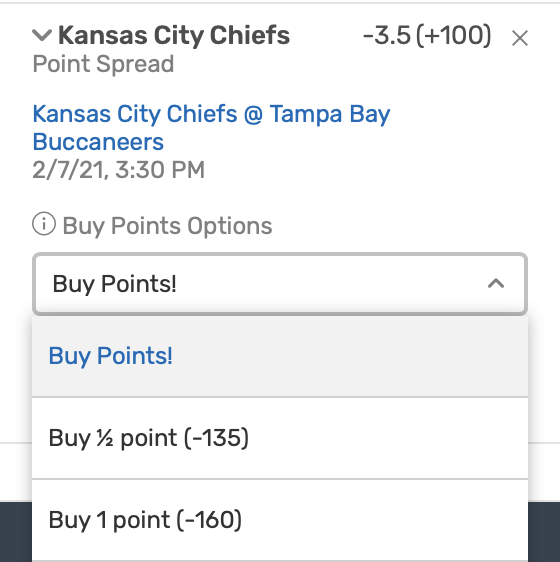 Kansas City Chiefs -3.5 (+100)
Point Spread
Kansas City Chiefs @ Tampa Bay
Buccaneers
2/7/21, 3:30 PM
Buy Points Options
Buy Points!
Buy Points!
Buy ½ point (-135)
Buy 1 point (-160)